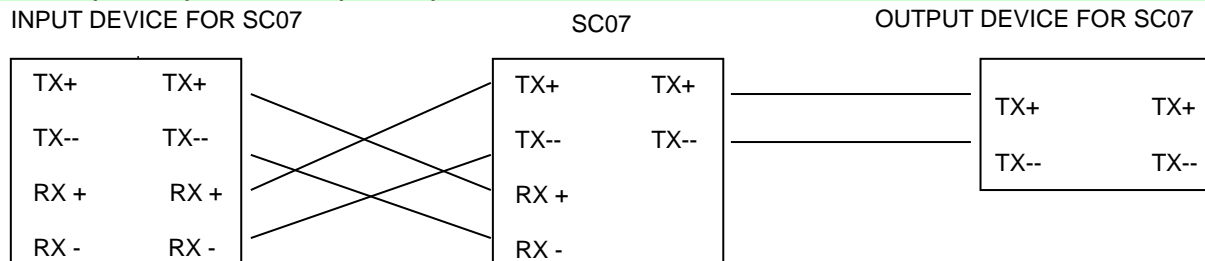 INPUT DEVICE FOR SC07 SC07 OUTPUT DEVICE FOR SC07
TX+ TX+ TX+ TX+ TX+ TX+
TX-- TX-- TX-- TX-- TX-- TX--
RX + RX + RX +
RX - RX - RX -